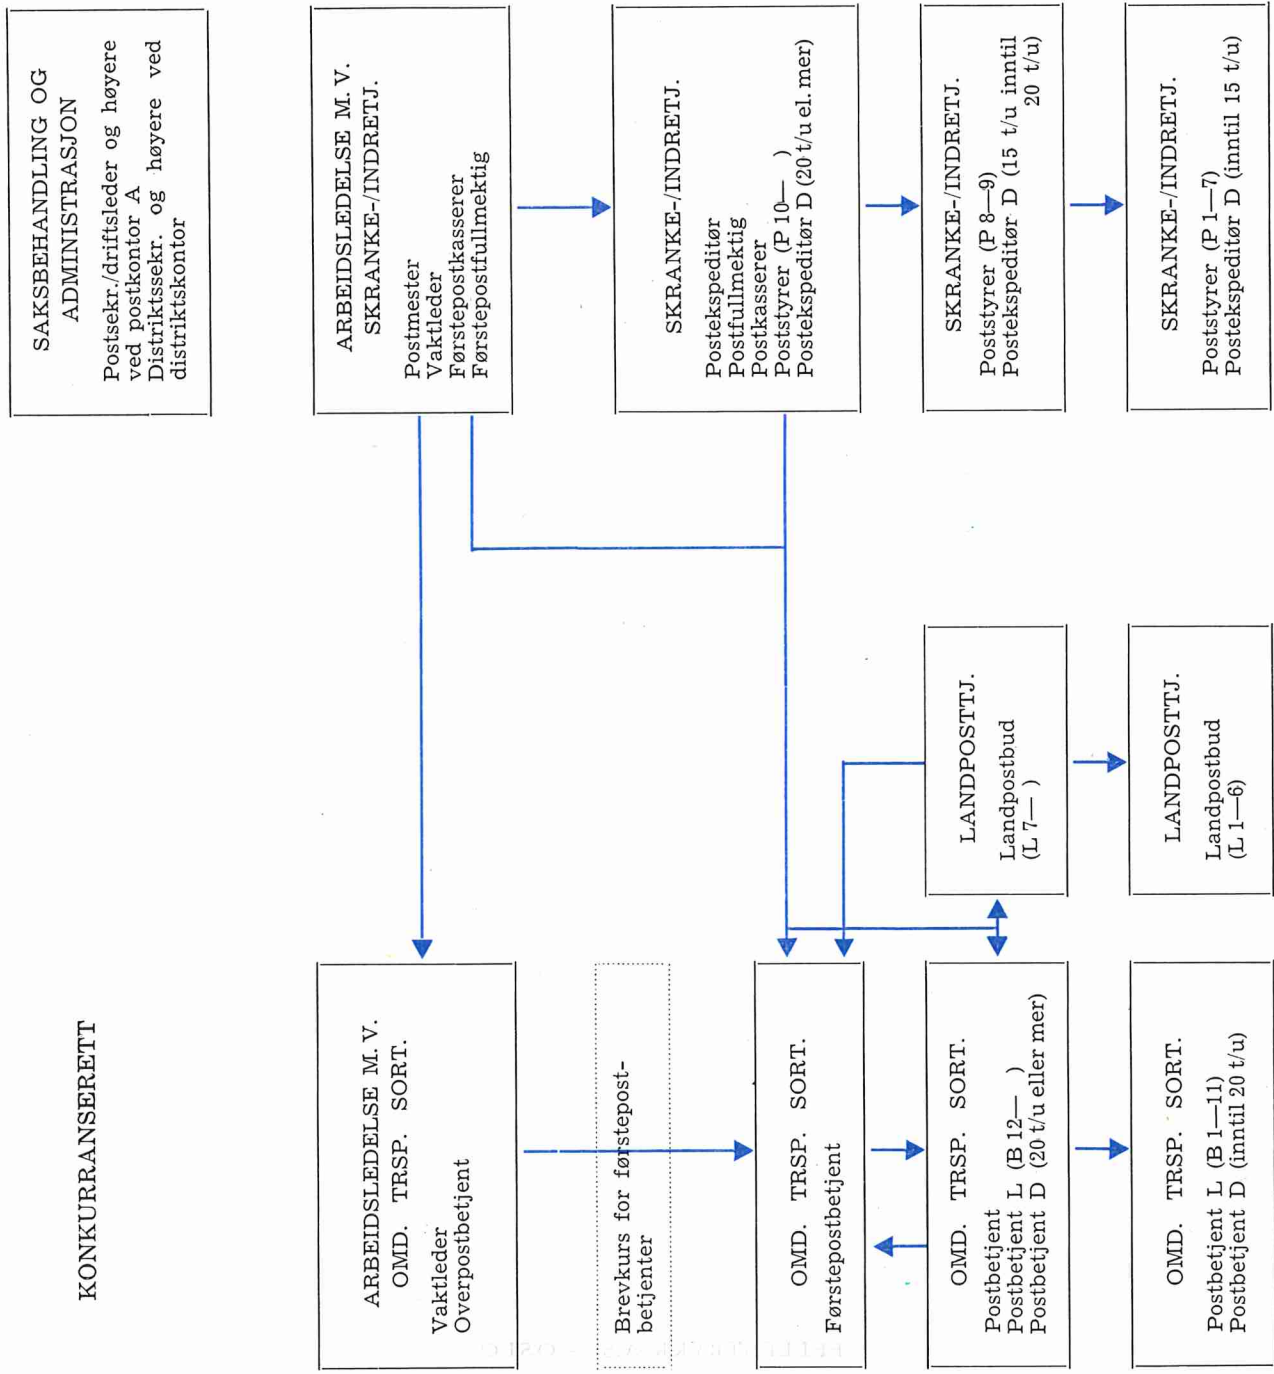 KONKURRANSERETT
SAKSBEHANDLING OG
ADMINISTRASJON
Postsekr./driftsleder og høyere
ved postkontor A
Distriktssekr. og høyere ved
distriktskontor
ARBEIDSLEDELSE M. V.
OMD. TRSP. SORT.
Vaktleder
Overpostbetjent
ARBEIDSLEDELSE M. V.
SKRANKE-/INDRETJ.
Postmester
Vaktleder
Førstepostkasserer
Førstepostfullmektig
Brevkurs for førstepost-
betjenter
SKRANKE-/INDRETJ.
Postekspeditør
Postfullmektig
Postkasserer
Poststyrer (P 10— )
Postekspeditør D (20 t/u el. mer)
OMD. TRSP. SORT.
Førstepostbetjent
OMD. TRSP. SORT.
Postbetjent
Postbetjent L (B 12— )
Postbetjent D (20 t/u eller mer)
LANDPOSTTJ.
Landpostbud
(L 7— )
SKRANKE-/INDRETJ.
Poststyrer (P 8—9)
Postekspeditør D (15 t/u inntil
20 t/u)
OMD. TRSP. SORT.
Postbetjent L (B 1—11)
Postbetjent D (inntil 20 t/u)
LANDPOSTTJ.
Landpostbud
(L 1—6)
SKRANKE-/INDRETJ.
Poststyrer (P 1—7)
Postekspeditør D (inntil 15 t/u)